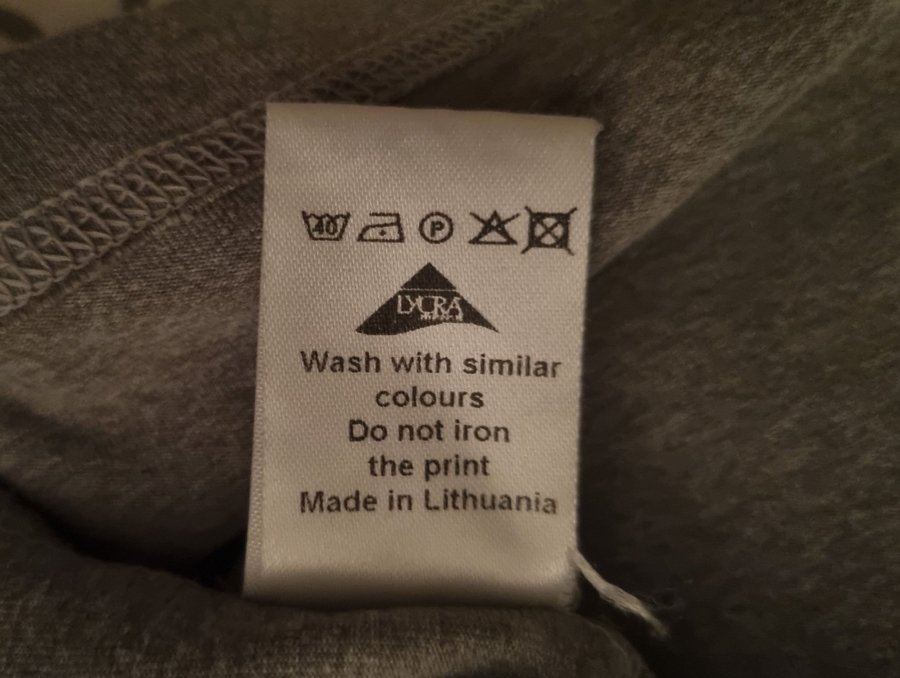 40 P
LYCRA
Wash with similar
colours
Do not iron
the print
Made in Lithuania